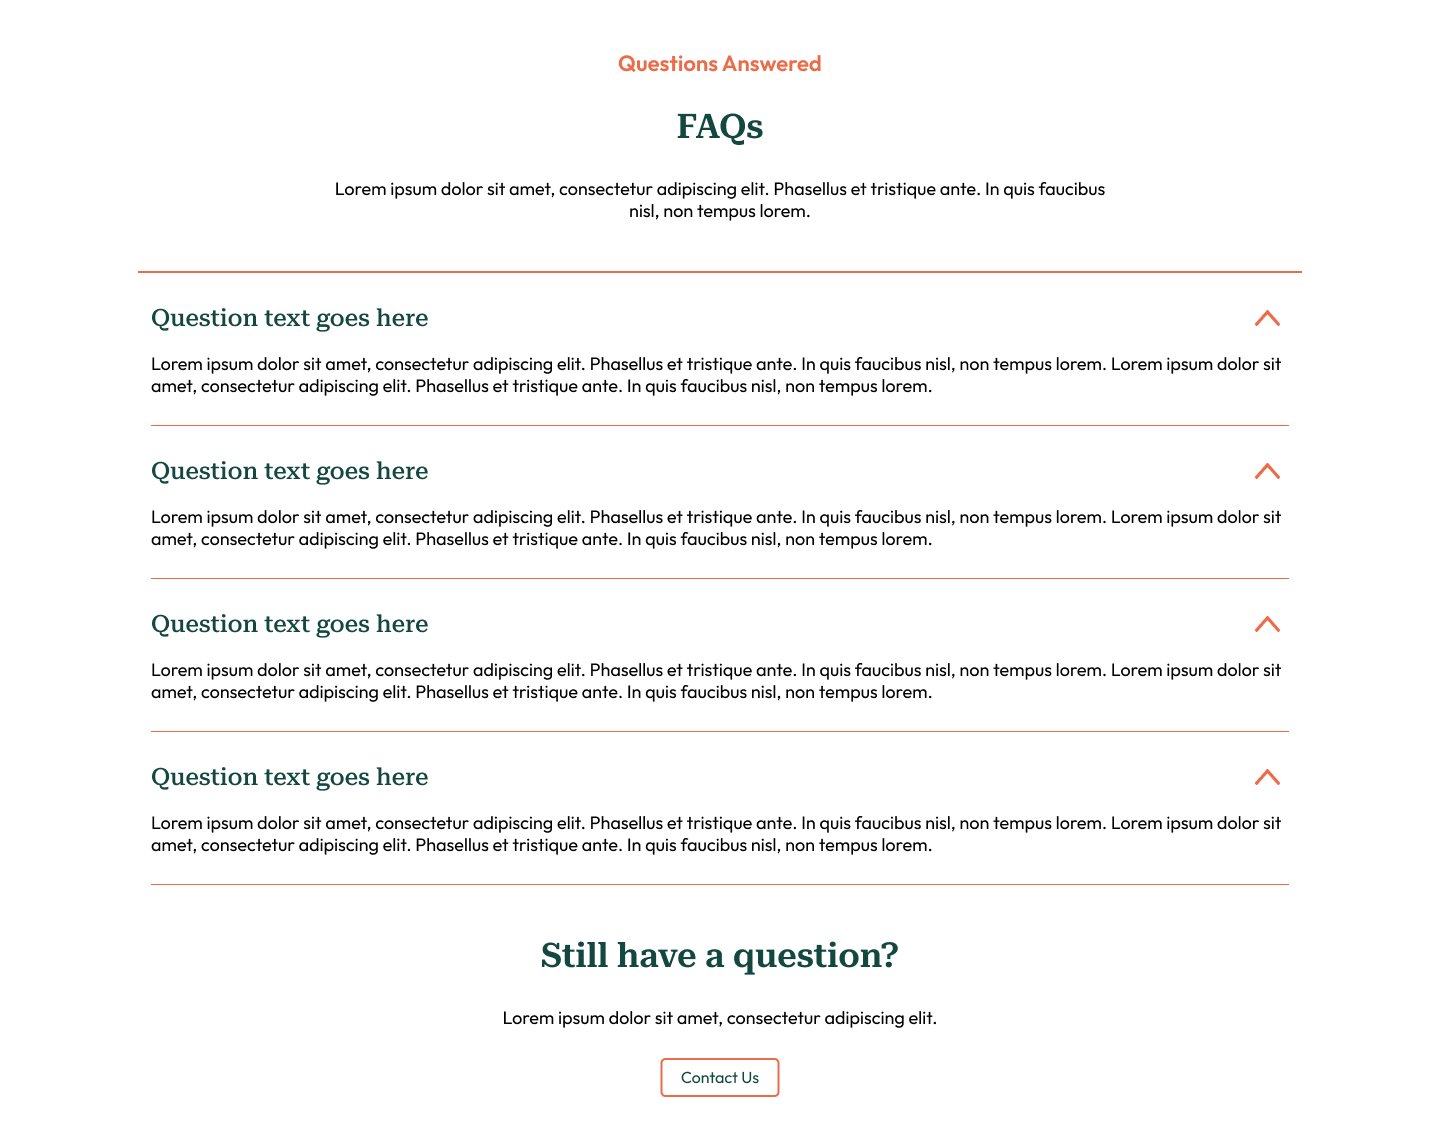 Questions Answered
FAQs
Lorem ipsum dolor sit amet, consectetur adipiscing elit. Phasellus et tristique ante. In quis faucibus
nisl, non tempus lorem.
Question text goes here
Lorem ipsum dolor sit amet, consectetur adipiscing elit. Phasellus et tristique ante. In quis faucibus nisl, non tempus lorem. Lorem ipsum dolor sit
amet, consectetur adipiscing elit. Phasellus et tristique ante. In quis faucibus nisl, non tempus lorem.
Question text goes here
Lorem ipsum dolor sit amet, consectetur adipiscing elit. Phasellus et tristique ante. In quis faucibus nisl, non tempus lorem. Lorem ipsum dolor sit
amet, consectetur adipiscing elit. Phasellus et tristique ante. In quis faucibus nisl, non tempus lorem.
Question text goes here
Lorem ipsum dolor sit amet, consectetur adipiscing elit. Phasellus et tristique ante. In quis faucibus nisl, non tempus lorem. Lorem ipsum dolor sit
amet, consectetur adipiscing elit. Phasellus et tristique ante. In quis faucibus nisl, non tempus lorem.
Question text goes here
Lorem ipsum dolor sit amet, consectetur adipiscing elit. Phasellus et tristique ante. In quis faucibus nisl, non tempus lorem. Lorem ipsum dolor sit
amet, consectetur adipiscing elit. Phasellus et tristique ante. In quis faucibus nisl, non tempus lorem.
Still have a question?
Lorem ipsum dolor sit amet, consectetur adipiscing elit.
Contact Us